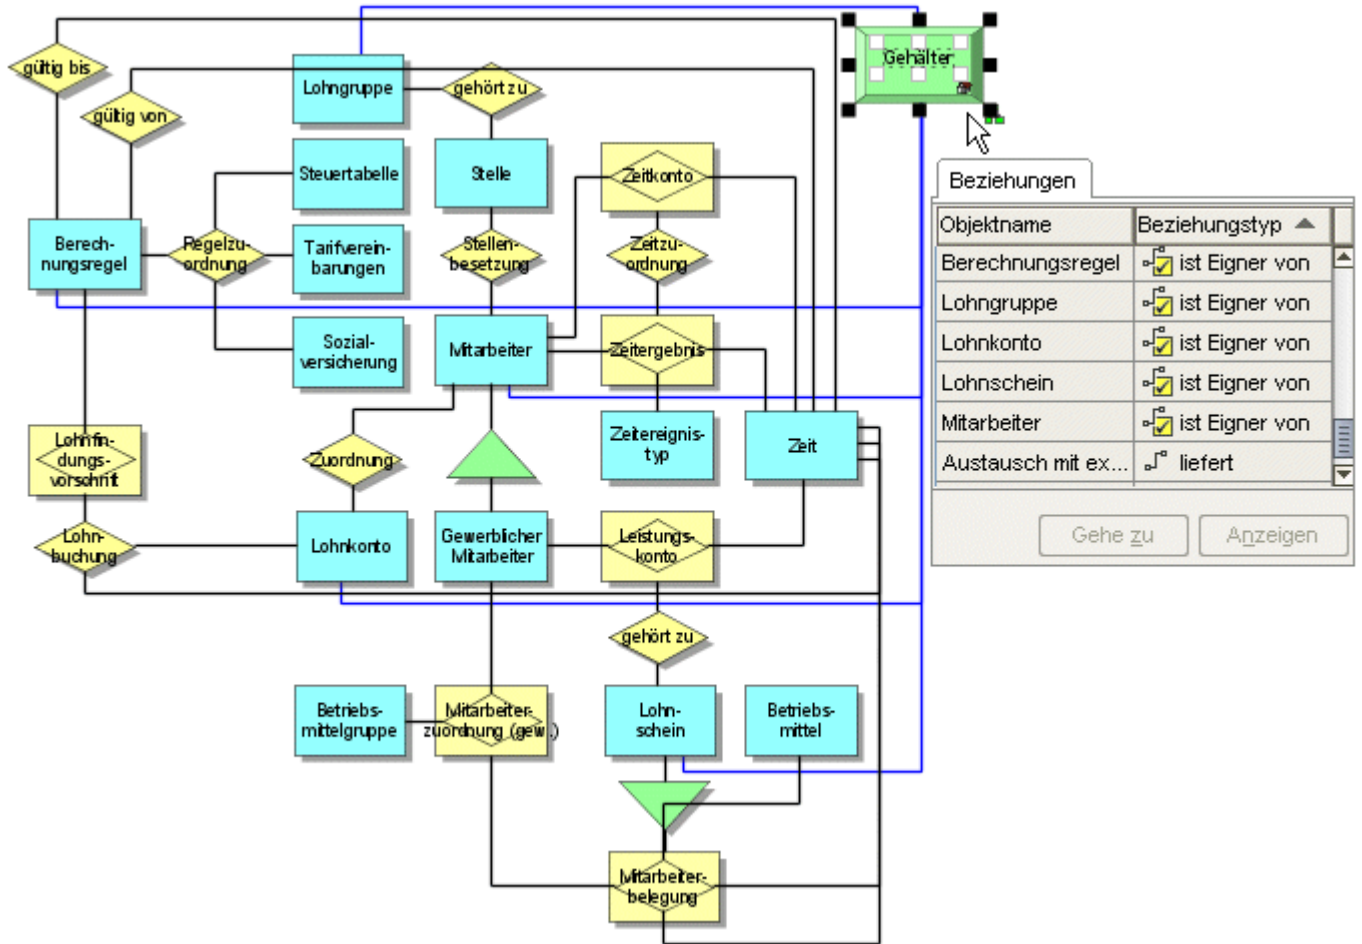 gültig bis
gültig von
Lohngruppe
gehört zu
Gehälter
Steuertabelle
Stelle
Zeitkonto
Berech-
nungsregel
Regelzu-
ordnung
Tarifverein-
barungen
Stellen-
besetzung
Zeitzu-
ordnung
Sozial-
versicherung
Mitarbeiter
Zeitergebnis
Lohnfin-
dungs-
vorschrift
Zuordnung
Zeitereignis-
typ
Zeit
Lohn-
buchung
Lohnkonto
Gewerblicher
Mitarbeiter
Leistungs-
konto
gehört zu
Betriebs-
mittelgruppe
Mitarbeiter-
zuordnung (gew.)
Lohn-
schein
Betriebs-
mittel
Mitarbeiter-
belegung
Beziehungen
Objektname Beziehungstyp
Berechnungsregel ist Eigner von
Lohngruppe ist Eigner von
Lohnkonto ist Eigner von
Lohnschein ist Eigner von
Mitarbeiter ist Eigner von
Austausch mit ex... liefert
Gehe zu Anzeigen